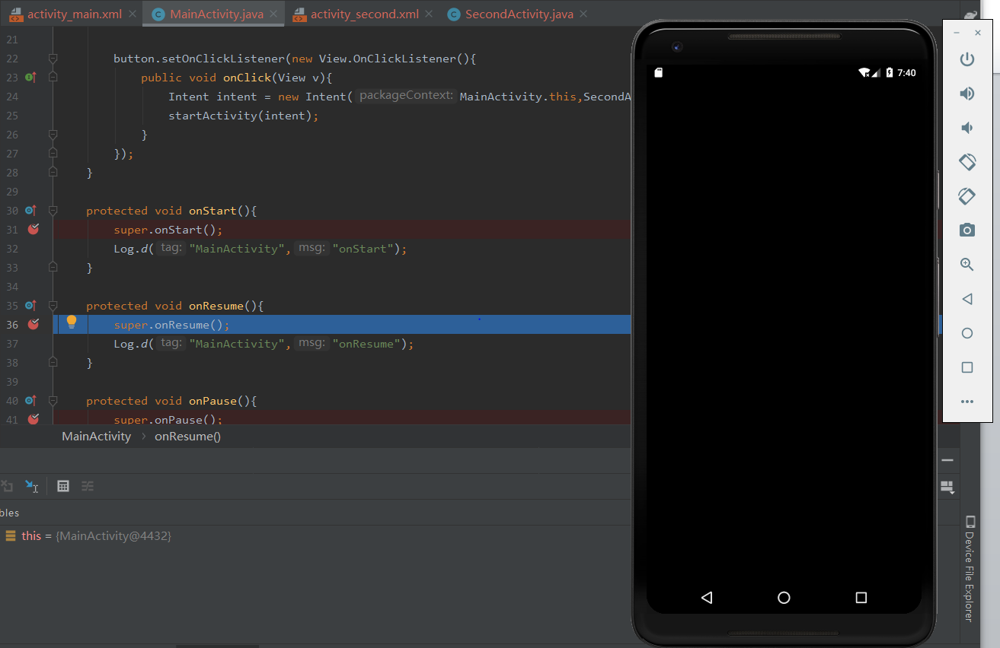 activity_main.xml MainActivity.java activity_second.xml SecondActivity.java
21
22 button.setOnClickListener(new View.OnClickListener(){
23 public void onClick(View v){
24 Intent intent = new Intent( packageContext: MainActivity.this,SecondA
25 startActivity(intent);
26 }
27 });
28 }
29
30 protected void onStart(){
31 super.onStart();
32 Log.d( tag: "MainActivity", msg: "onStart");
33 }
34
35 protected void onResume(){
36 super.onResume();
37 Log.d( tag: "MainActivity", msg: "onResume");
38 }
39
40 protected void onPause(){
41 super.onPause();
MainActivity › onResume()
bles
this = {MainActivity@4432}
7:40
Device File Explorer